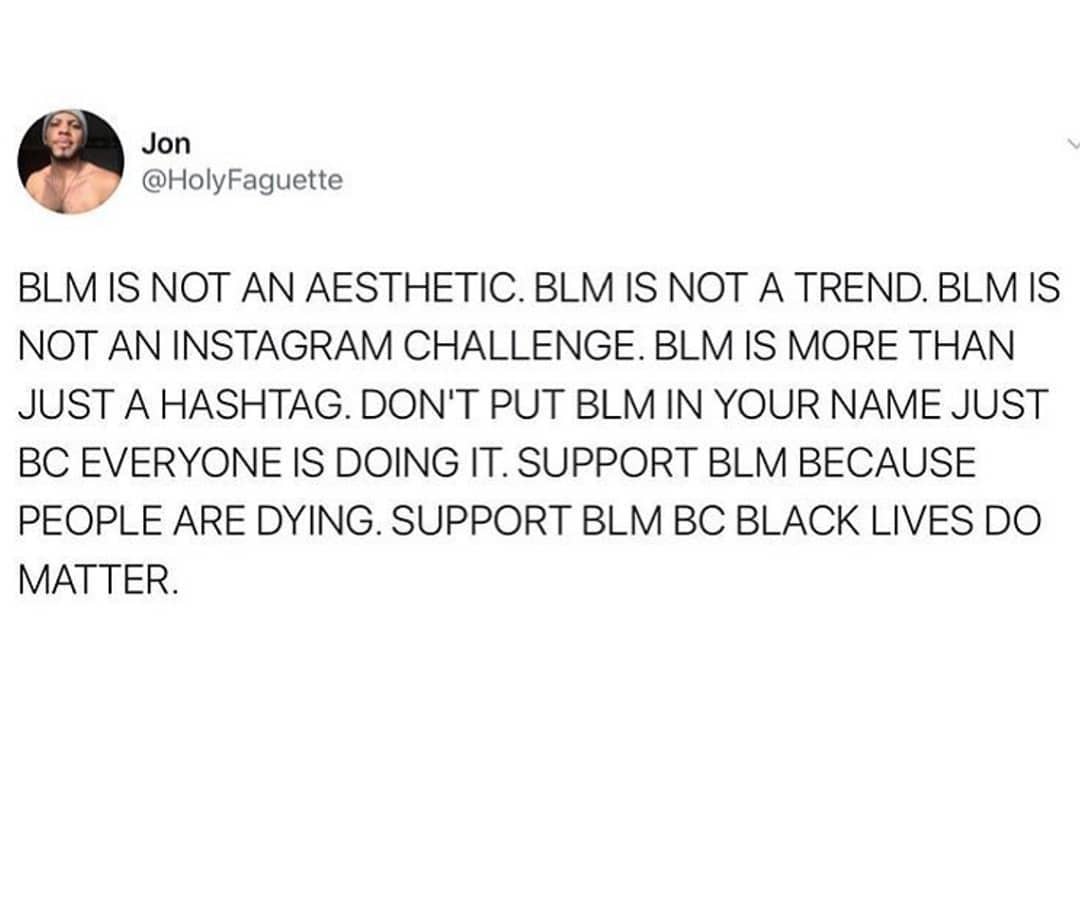 Jon
@HolyFaguette
BLM IS NOT AN AESTHETIC. BLM IS NOT A TREND. BLM IS
NOT AN INSTAGRAM CHALLENGE. BLM IS MORE THAN
JUST A HASHTAG. DON'T PUT BLM IN YOUR NAME JUST
BC EVERYONE IS DOING IT. SUPPORT BLM BECAUSE
PEOPLE ARE DYING. SUPPORT BLM BC BLACK LIVES DO
MATTER.